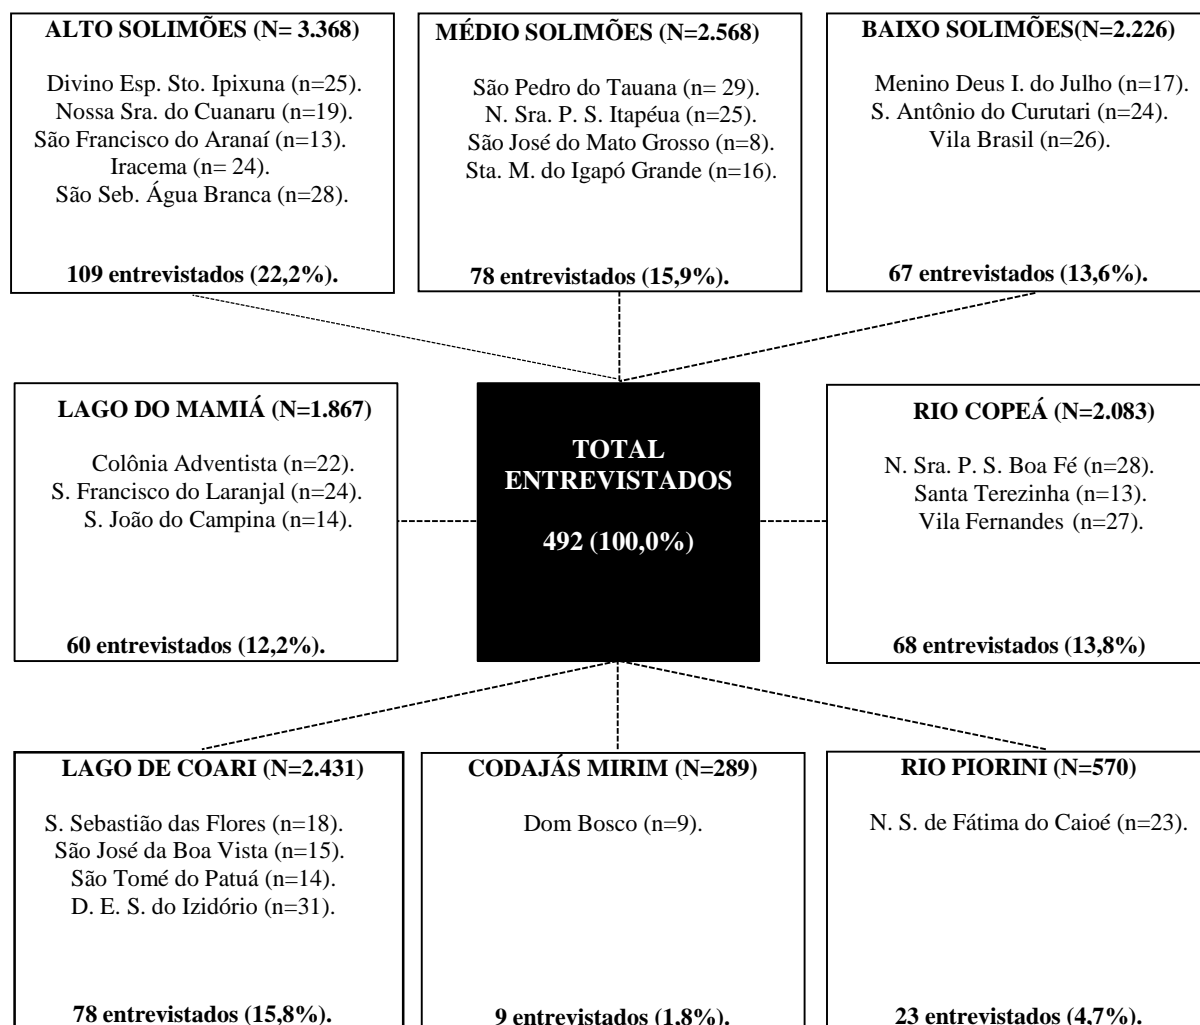 ALTO SOLIMÕES (N= 3.368)
Divino Esp. Sto. Ipixuna (n=25).
Nossa Sra. do Cuanaru (n=19).
São Francisco do Aranaí (n=13).
Iracema (n= 24).
São Seb. Água Branca (n=28).
109 entrevistados (22,2%).
MÉDIO SOLIMÕES (N=2.568)
São Pedro do Tauana (n= 29).
N. Sra. P. S. Itapéua (n=25).
São José do Mato Grosso (n=8).
Sta. M. do Igapó Grande (n=16).
78 entrevistados (15,9%).
BAIXO SOLIMÕES(N=2.226)
Menino Deus I. do Julho (n=17).
S. Antônio do Curutari (n=24).
Vila Brasil (n=26).
67 entrevistados (13,6%).
LAGO DO MAMIÁ (N=1.867)
Colônia Adventista (n=22).
S. Francisco do Laranjal (n=24).
S. João do Campina (n=14).
60 entrevistados (12,2%).
TOTAL
ENTREVISTADOS
492 (100,0%)
RIO COPEÁ (N=2.083)
N. Sra. P. S. Boa Fé (n=28).
Santa Terezinha (n=13).
Vila Fernandes (n=27).
68 entrevistados (13,8%)
LAGO DE COARI (N=2.431)
S. Sebastião das Flores (n=18).
São José da Boa Vista (n=15).
São Tomé do Patuá (n=14).
D. E. S. do Izidório (n=31).
78 entrevistados (15,8%).
CODAJÁS MIRIM (N=289)
Dom Bosco (n=9).
9 entrevistados (1,8%).
RIO PIORINI (N=570)
N. S. de Fátima do Caioé (n=23).
23 entrevistados (4,7%).